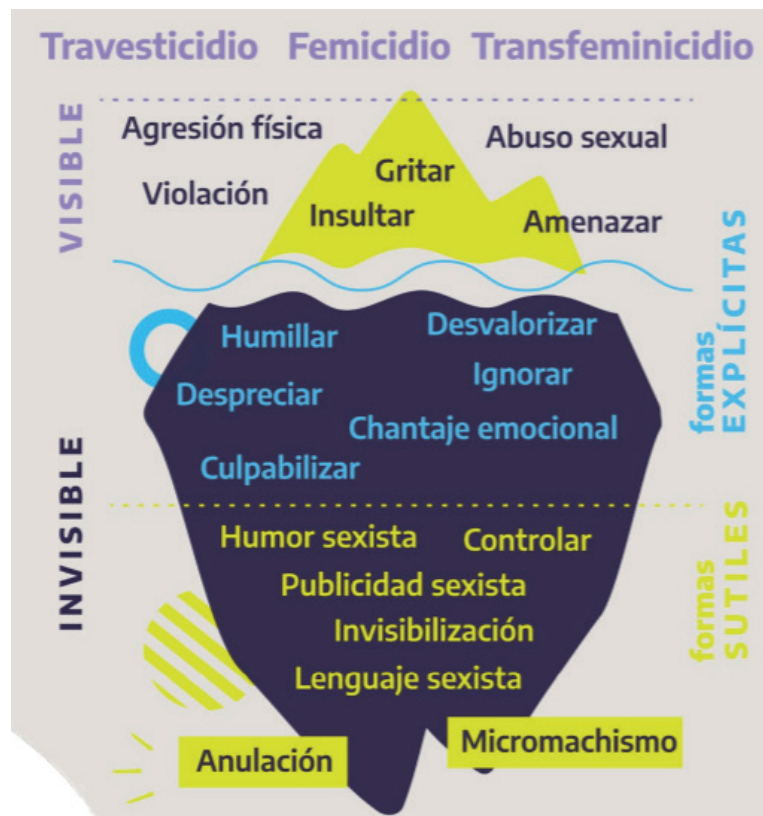 Travesticidio Femicidio Transfeminicidio
VISIBLE
Agresión física
Abuso sexual
Gritar
Violación
Insultar
Amenazar
formas
EXPLÍCITAS
Humillar
Desvalorizar
Ignorar
Despreciar
Chantaje emocional
Culpabilizar
INVISIBLE
formas
SUTILES
Humor sexista
Controlar
Publicidad sexista
Invisibilización
Lenguaje sexista
Anulación
Micromachismo